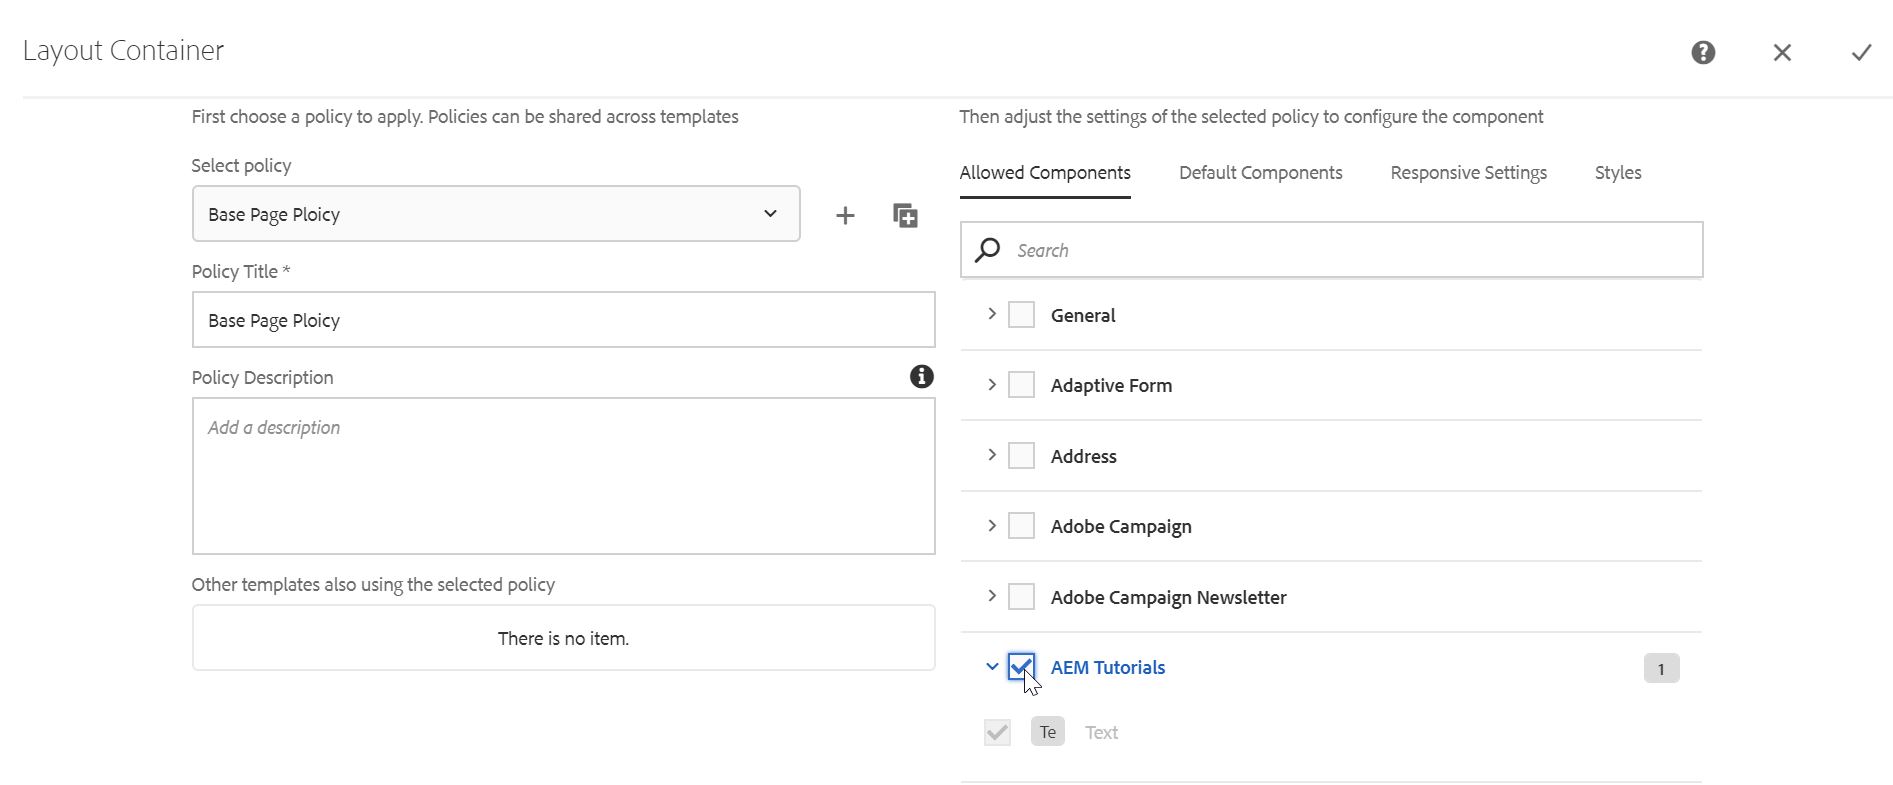 Layout Container
First choose a policy to apply. Policies can be shared across templates
Select policy
Base Page Ploicy
Policy Title *
Base Page Ploicy
Policy Description
Add a description
Other templates also using the selected policy
There is no item.
Then adjust the settings of the selected policy to configure the component
Allowed Components Default Components Responsive Settings Styles
Search
General
Adaptive Form
Address
Adobe Campaign
Adobe Campaign Newsletter
AEM Tutorials 1
Te Text